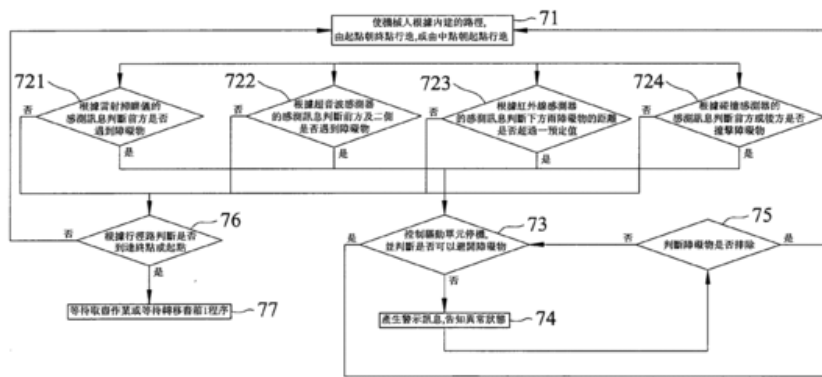 使機械人根據內建的路徑,
由起點朝終點行進,或由中點朝起點行進
71
721
根據雷射掃瞄儀的
感測訊息判斷前方是否
遇到障礙物
否
是
722
根據超音波感測器
的感測訊息判斷前方及二側
是否遇到障礙物
否
是
723
根據紅外線感測器
的感測訊息判斷下方兩障礙物的距離
是否超過一預定值
否
是
724
根據碰撞感測器的
感測訊息判斷前方或後方是否
撞擊障礙物
否
是
76
根據行徑路判斷是否
到達終點或起點
否
是
73
控制驅動單元停機,
並判斷是否可以避開障礙物
是
否
75
判斷障礙物是否排除
否
是
等待取書作業或等待轉移書籍1程序
77
產生警示訊息,告知異常狀態
74